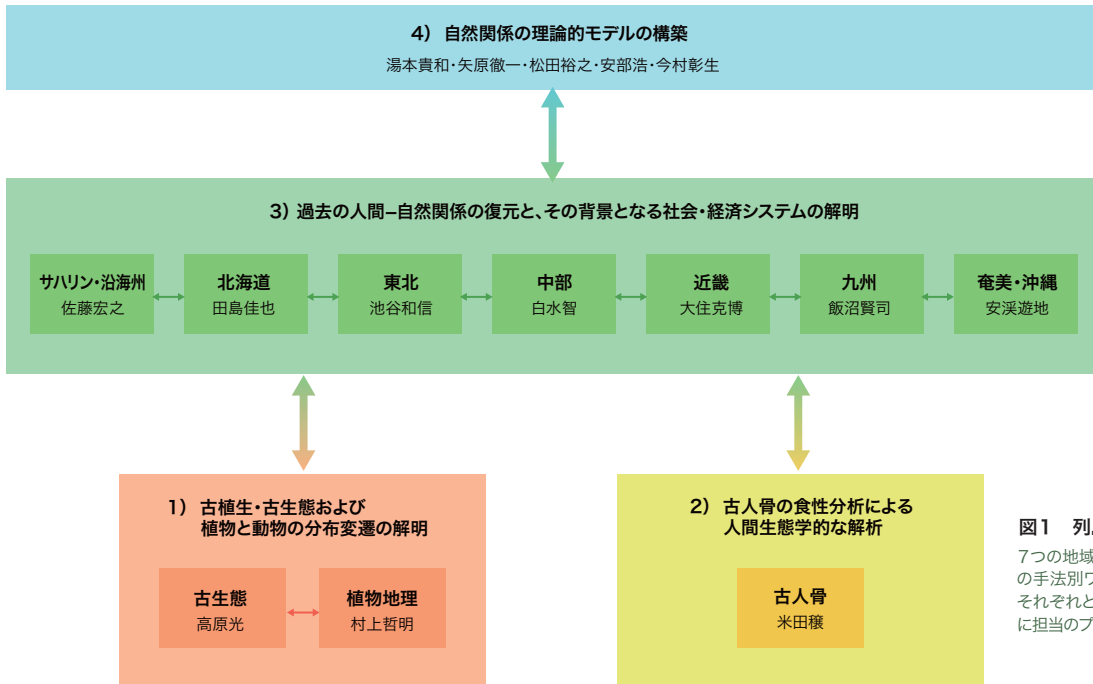 4） 自然関係の理論的モデルの構築
湯本貴和・矢原徹一・松田裕之・安部浩・今村彰生
3）過去の人間–自然関係の復元と、その背景となる社会・経済システムの解明
サハリン・沿海州
佐藤宏之
北海道
田島佳也
東北
池谷和信
中部
白水智
近畿
大住克博
九州
飯沼賢司
奄美・沖縄
安渓遊地
1） 古植生・古生態および
植物と動物の分布変遷の解明
古生態
高原光
植物地理
村上哲明
2） 古人骨の食性分析による
人間生態学的な解析
古人骨
米田穣
図1 列
7つの地域
の手法別ワ
それぞれと
に担当のプ